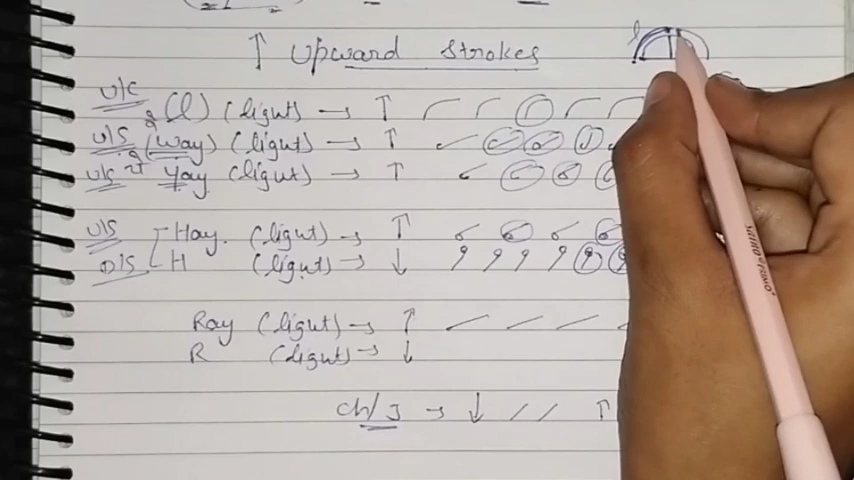 ↑ Upward Strokes
U/C (l) (light) → ↑
U/S (Way) (light) → ↑
U/S Yay (light) → ↑
U/S Hay. (light) → ↑
D/S H (light) → ↓
Ray (light) → ↑
R (light) → ↓
Ch/J → ↓ // ↑